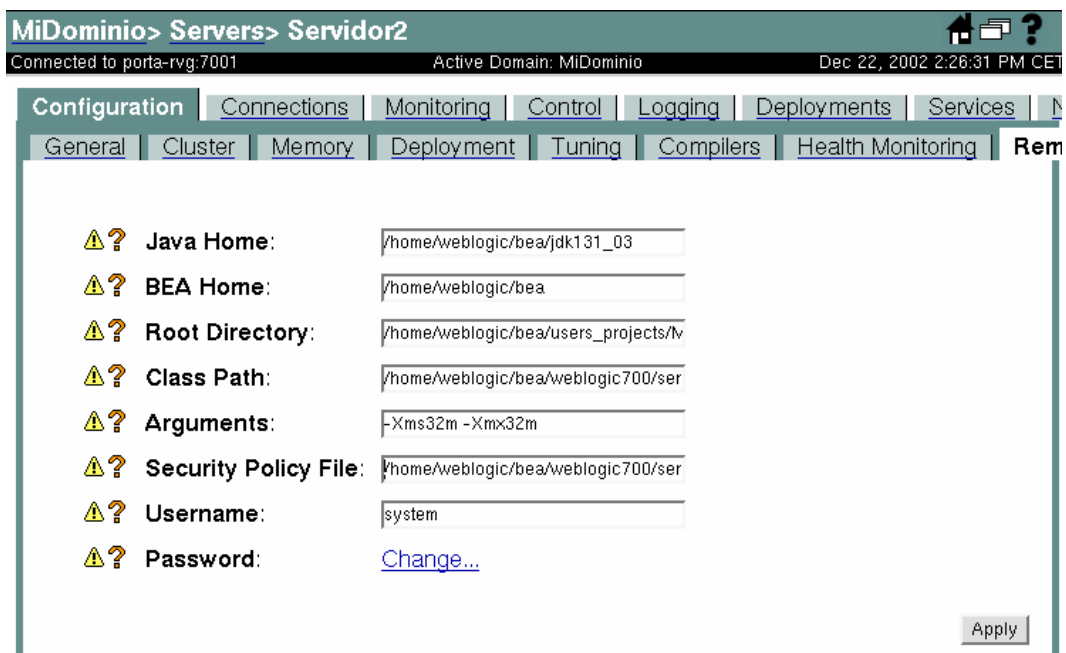 MiDominio> Servers> Servidor2
Connected to porta-rvg:7001 Active Domain: MiDominio Dec 22, 2002 2:26:31 PM CET
Configuration Connections Monitoring Control Logging Deployments Services N
General Cluster Memory Deployment Tuning Compilers Health Monitoring Rem
Java Home: /home/weblogic/bea/jdk131_03
BEA Home: /home/weblogic/bea
Root Directory: /home/weblogic/bea/users_projects/M
Class Path: /home/weblogic/bea/weblogic700/ser
Arguments: -Xms32m -Xmx32m
Security Policy File: /home/weblogic/bea/weblogic700/ser
Username: system
Password: Change...
Apply